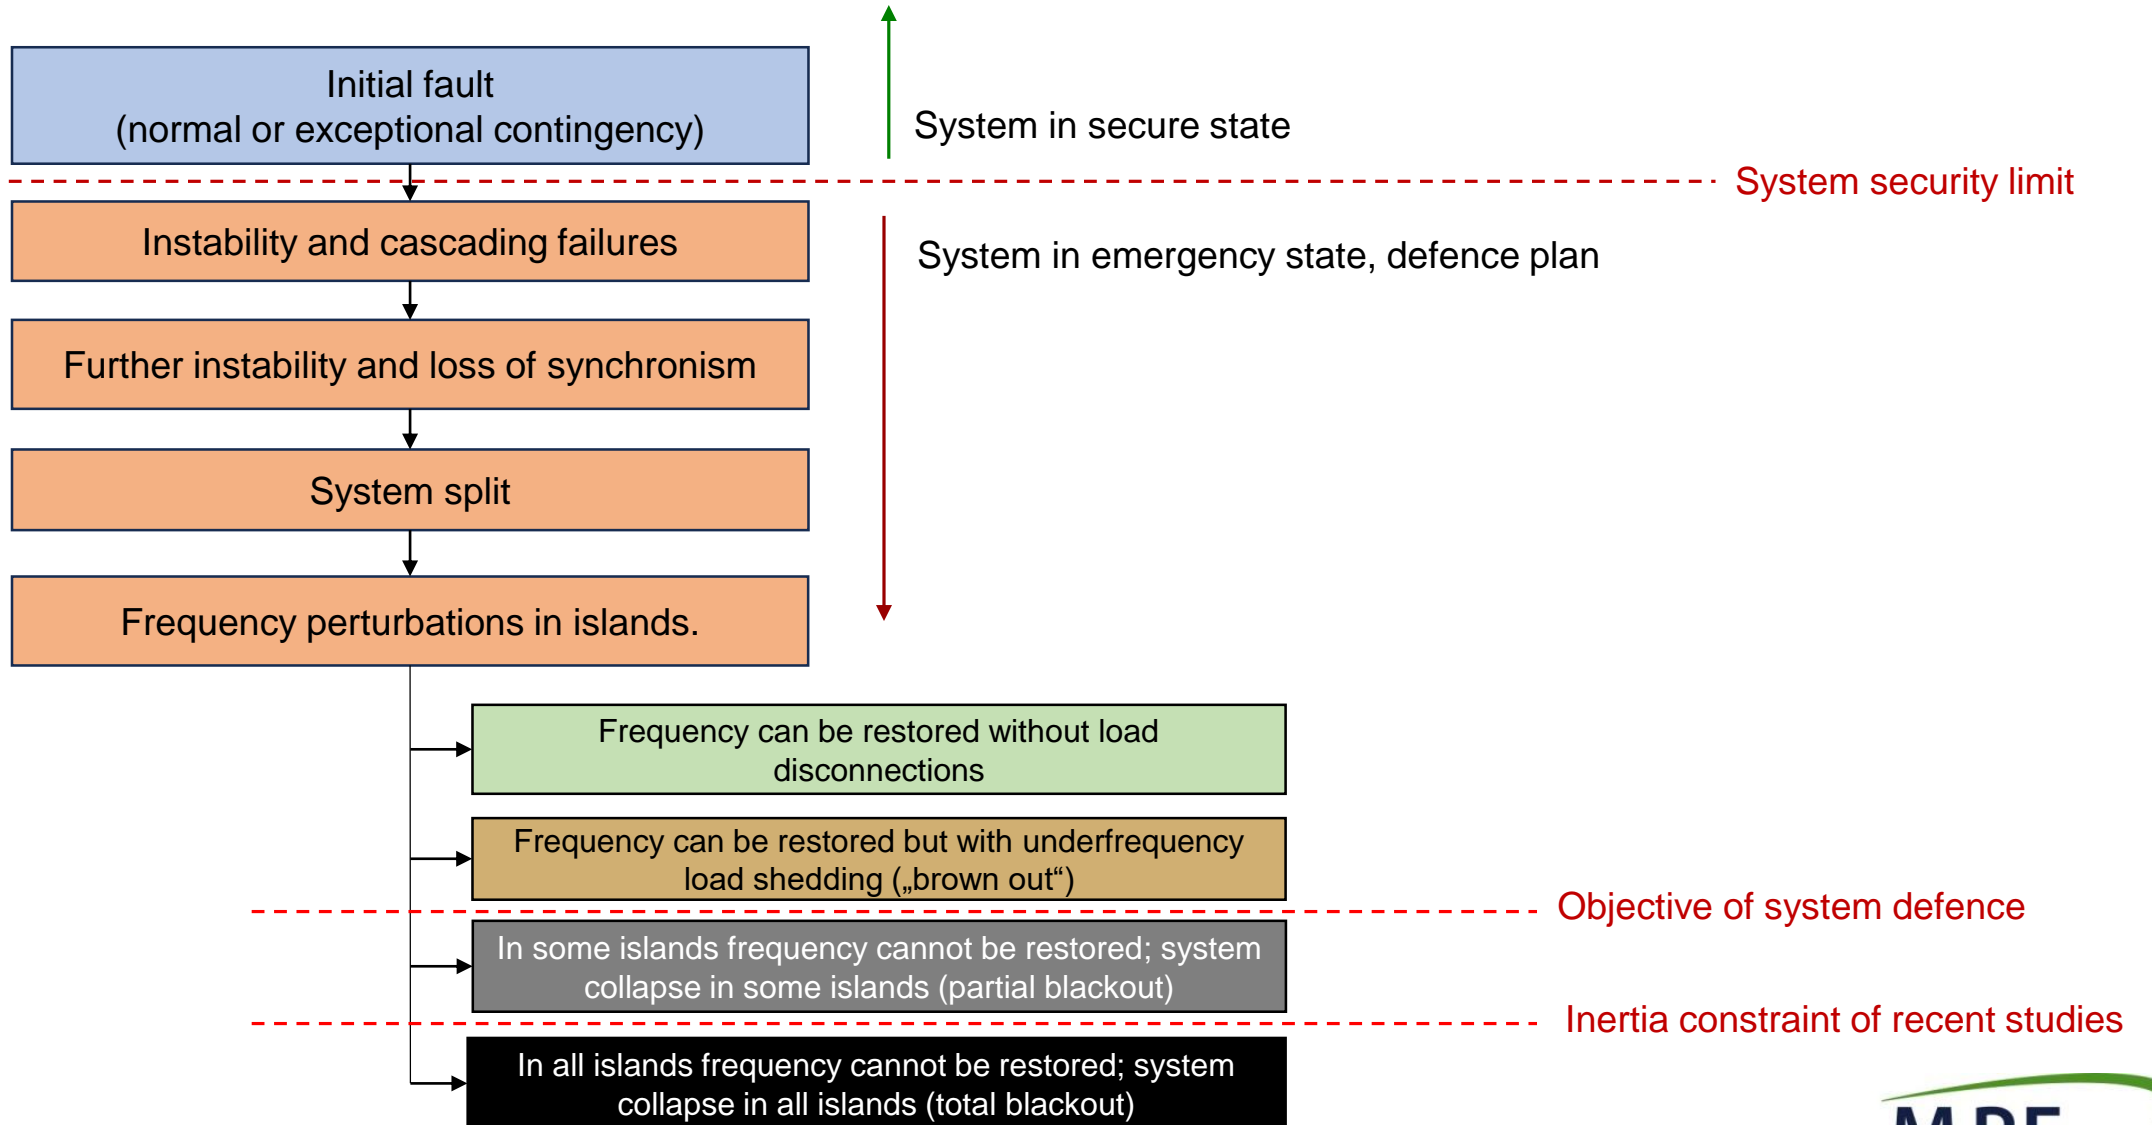 Initial fault
(normal or exceptional contingency)
System in secure state
System security limit
Instability and cascading failures
System in emergency state, defence plan
Further instability and loss of synchronism
System split
Frequency perturbations in islands.
Frequency can be restored without load
disconnections
Frequency can be restored but with underfrequency
load shedding („brown out“)
Objective of system defence
In some islands frequency cannot be restored; system
collapse in some islands (partial blackout)
Inertia constraint of recent studies
In all islands frequency cannot be restored; system
collapse in all islands (total blackout)